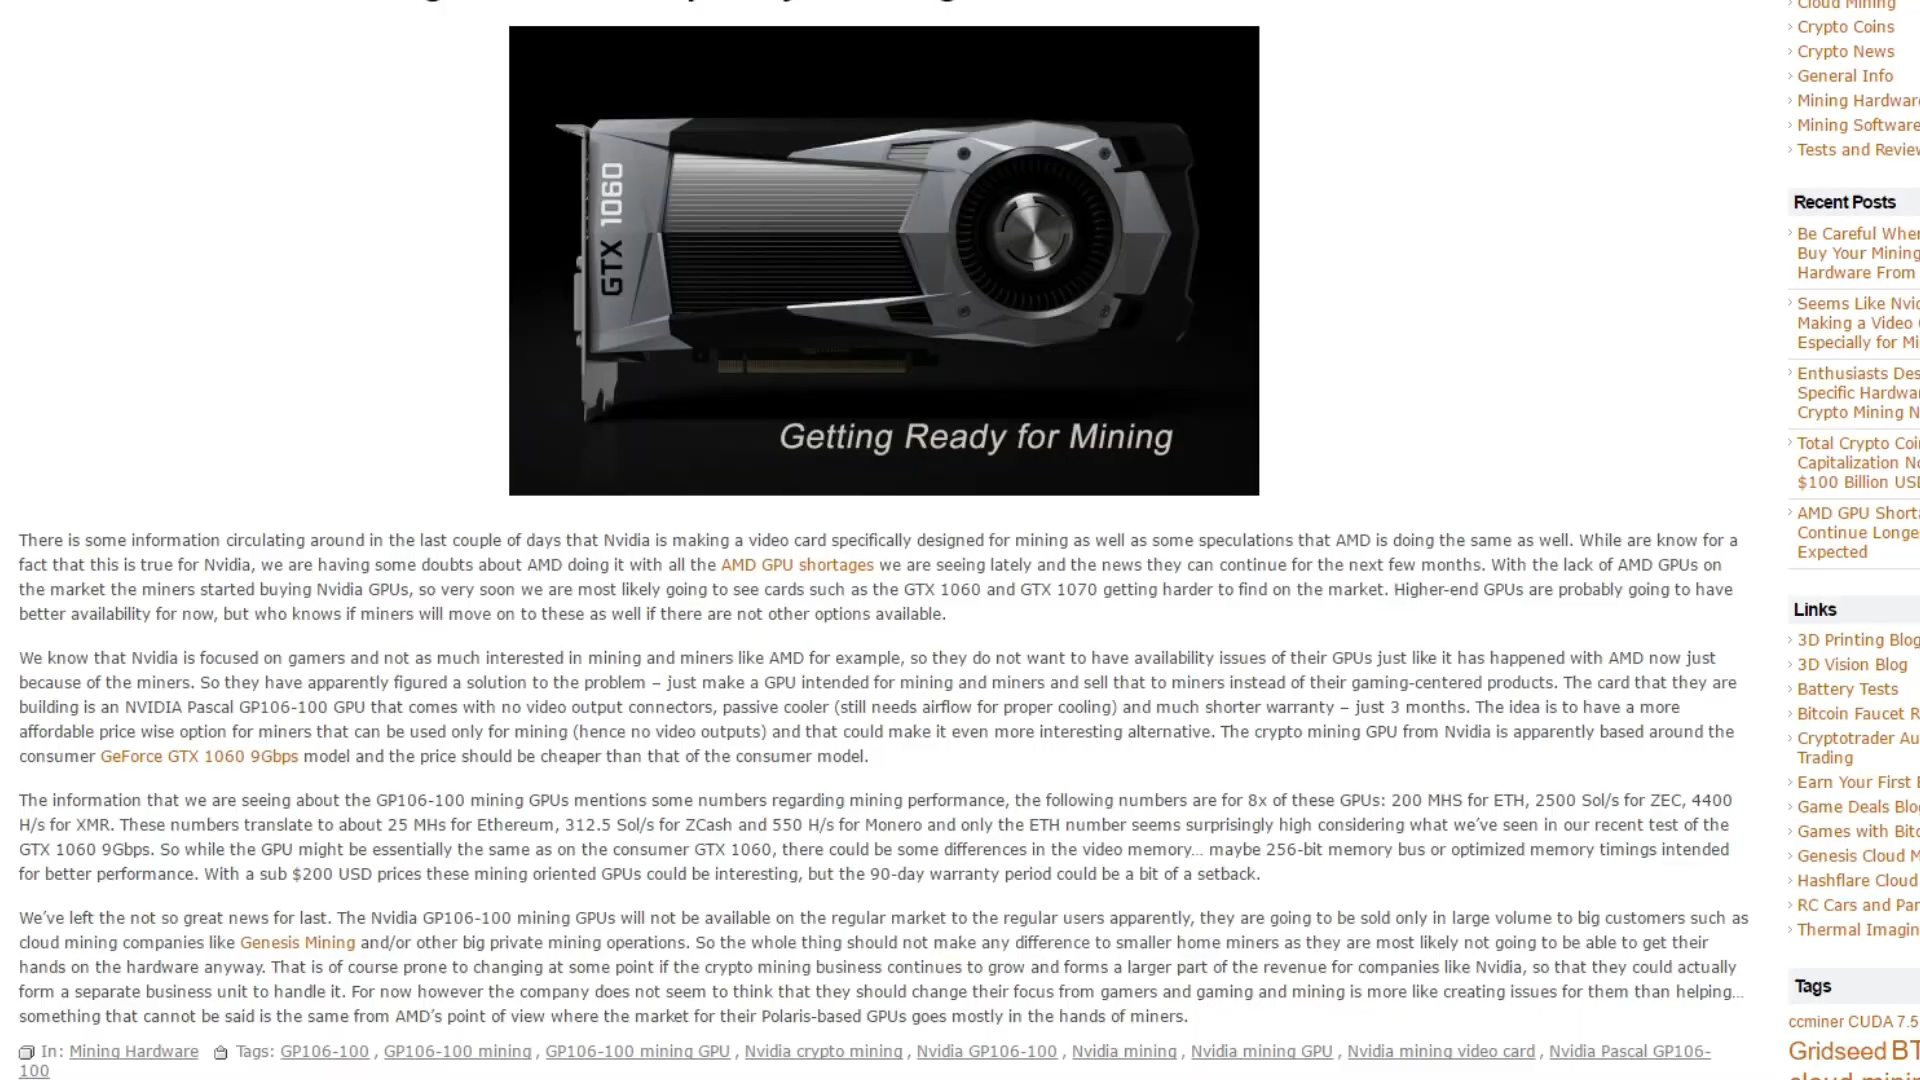 GTX 1060
Getting Ready for Mining
There is some information circulating around in the last couple of days that Nvidia is making a video card specifically designed for mining as well as some speculations that AMD is doing the same as well. While are know for a
fact that this is true for Nvidia, we are having some doubts about AMD doing it with all the AMD GPU shortages we are seeing lately and the news they can continue for the next few months. With the lack of AMD GPUs on
the market the miners started buying Nvidia GPUs, so very soon we are most likely going to see cards such as the GTX 1060 and GTX 1070 getting harder to find on the market. Higher-end GPUs are probably going to have
better availability for now, but who knows if miners will move on to these as well if there are not other options available.
We know that Nvidia is focused on gamers and not as much interested in mining and miners like AMD for example, so they do not want to have availability issues of their GPUs just like it has happened with AMD now just
because of the miners. So they have apparently figured a solution to the problem – just make a GPU intended for mining and miners and sell that to miners instead of their gaming-centered products. The card that they are
building is an NVIDIA Pascal GP106-100 GPU that comes with no video output connectors, passive cooler (still needs airflow for proper cooling) and much shorter warranty – just 3 months. The idea is to have a more
affordable price wise option for miners that can be used only for mining (hence no video outputs) and that could make it even more interesting alternative. The crypto mining GPU from Nvidia is apparently based around the
consumer GeForce GTX 1060 9Gbps model and the price should be cheaper than that of the consumer model.
The information that we are seeing about the GP106-100 mining GPUs mentions some numbers regarding mining performance, the following numbers are for 8x of these GPUs: 200 MHS for ETH, 2500 Sol/s for ZEC, 4400
H/s for XMR. These numbers translate to about 25 MHs for Ethereum, 312.5 Sol/s for ZCash and 550 H/s for Monero and only the ETH number seems surprisingly high considering what we've seen in our recent test of the
GTX 1060 9Gbps. So while the GPU might be essentially the same as on the consumer GTX 1060, there could be some differences in the video memory... maybe 256-bit memory bus or optimized memory timings intended
for better performance. With a sub $200 USD prices these mining oriented GPUs could be interesting, but the 90-day warranty period could be a bit of a setback.
We've left the not so great news for last. The Nvidia GP106-100 mining GPUs will not be available on the regular market to the regular users apparently, they are going to be sold only in large volume to big customers such as
cloud mining companies like Genesis Mining and/or other big private mining operations. So the whole thing should not make any difference to smaller home miners as they are most likely not going to be able to get their
hands on the hardware anyway. That is of course prone to changing at some point if the crypto mining business continues to grow and forms a larger part of the revenue for companies like Nvidia, so that they could actually
form a separate business unit to handle it. For now however the company does not seem to think that they should change their focus from gamers and gaming and mining is more like creating issues for them than helping...
something that cannot be said is the same from AMD's point of view where the market for their Polaris-based GPUs goes mostly in the hands of miners.
In: Mining Hardware Tags: GP106-100 , GP106-100 mining , GP106-100 mining GPU , Nvidia crypto mining , Nvidia GP106-100 , Nvidia mining , Nvidia mining GPU , Nvidia mining video card , Nvidia Pascal GP106-
100
Cloud Mining
Crypto Coins
Crypto News
General Info
Mining Hardware
Mining Software
Tests and Review
Recent Posts
Be Careful Wher
Buy Your Mining
Hardware From
Seems Like Nvid
Making a Video
Especially for Mi
Enthusiasts Des
Specific Hardwa
Crypto Mining N
Total Crypto Coi
Capitalization No
$100 Billion USD
AMD GPU Shorta
Continue Longe
Expected
Links
3D Printing Blog
3D Vision Blog
Battery Tests
Bitcoin Faucet R
Cryptotrader Au
Trading
Earn Your First B
Game Deals Blo
Games with Bitc
Genesis Cloud M
Hashflare Cloud
RC Cars and Par
Thermal Imagin
Tags
ccminer CUDA 7.5
Gridseed BT